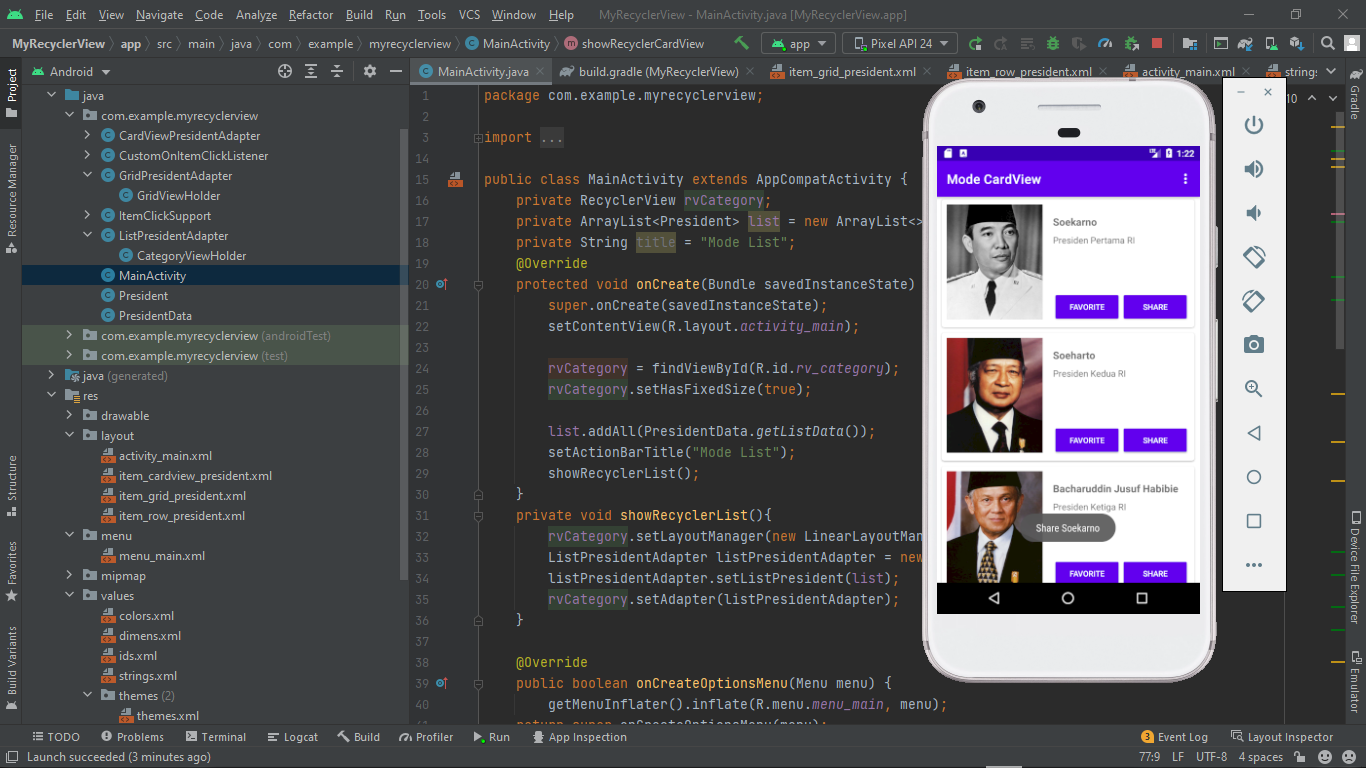 File Edit View Navigate Code Analyze Refactor Build Run Tools VCS Window Help MyRecyclerView - MainActivity.java [MyRecyclerView.app]
MyRecyclerView app src main java com example myrecyclerview MainActivity showRecyclerCardView app Pixel API 24
Android
MainActivity.java build.gradle (MyRecyclerView) item_grid_president.xml item_row_president.xml activity_main.xml strings
Project
Resource Manager
Structure
Favorites
Build Variants
java
com.example.myrecyclerview
CardViewPresidentAdapter
CustomOnItemClickListener
GridPresidentAdapter
GridViewHolder
ItemClickSupport
ListPresidentAdapter
CategoryViewHolder
MainActivity
President
PresidentData
com.example.myrecyclerview (androidTest)
com.example.myrecyclerview (test)
java (generated)
res
drawable
layout
activity_main.xml
item_cardview_president.xml
item_grid_president.xml
item_row_president.xml
menu
menu_main.xml
mipmap
values
colors.xml
dimens.xml
ids.xml
strings.xml
themes (2)
themes.xml
1 package com.example.myrecyclerview;
2
3 import ...
14
15 public class MainActivity extends AppCompatActivity {
16 private RecyclerView rvCategory;
17 private ArrayList<President> list = new ArrayList<>
18 private String title = "Mode List";
19 @Override
20 protected void onCreate(Bundle savedInstanceState)
21 super.onCreate(savedInstanceState);
22 setContentView(R.layout.activity_main);
23
24 rvCategory = findViewById(R.id.rv_category);
25 rvCategory.setHasFixedSize(true);
26
27 list.addAll(PresidentData.getListData());
28 setActionBarTitle("Mode List");
29 showRecyclerList();
30 }
31 private void showRecyclerList(){
32 rvCategory.setLayoutManager(new LinearLayoutMan
33 ListPresidentAdapter listPresidentAdapter = new
34 listPresidentAdapter.setListPresident(list);
35 rvCategory.setAdapter(listPresidentAdapter);
36 }
37
38 @Override
39 public boolean onCreateOptionsMenu(Menu menu) {
40 getMenuInflater().inflate(R.menu.menu_main, menu);
41 return super.onCreateOptionsMenu(menu);
10
1:22
Mode CardView
Soekarno
Presiden Pertama RI
FAVORITE SHARE
Soeharto
Presiden Kedua RI
FAVORITE SHARE
Bacharuddin Jusuf Habibie
Presiden Ketiga RI
Share Soekarno
FAVORITE SHARE
Gradle
Device File Explorer
Emulator
TODO Problems Terminal Logcat Build Profiler Run App Inspection 3 Event Log Layout Inspector
Launch succeeded (3 minutes ago) 77:9 LF UTF-8 4 spaces